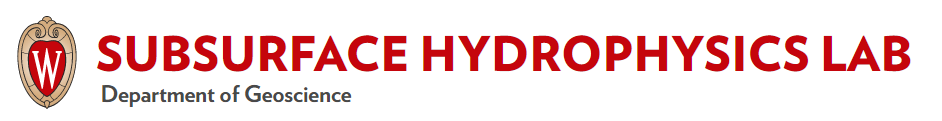 W
SUBSURFACE HYDROPHYSICS LAB
Department of Geoscience